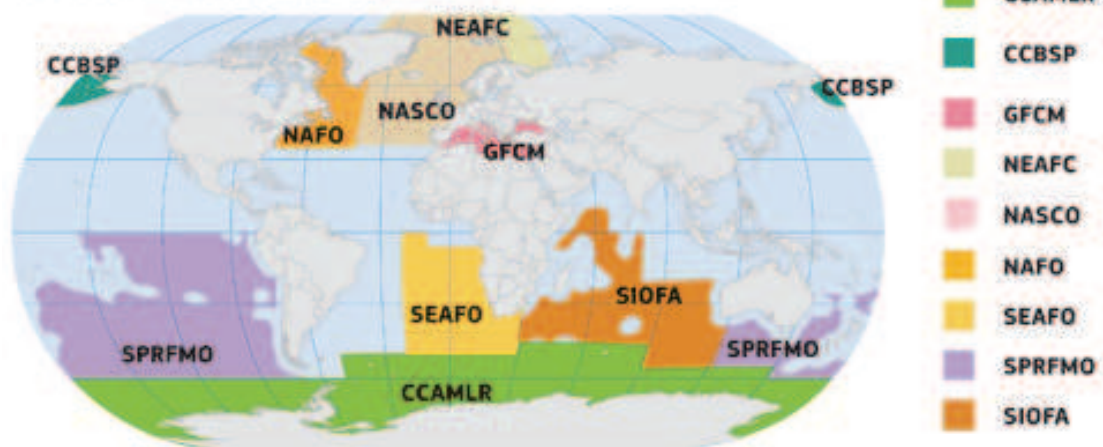 NEAFC
CCBSP
CCBSP
NASCO
NAFO
GFCM
SIOFA
SEAFO
SPRFMO
SPRFMO
CCAMLR
CCAMLR
CCBSP
GFCM
NEAFC
NASCO
NAFO
SEAFO
SPRFMO
SIOFA